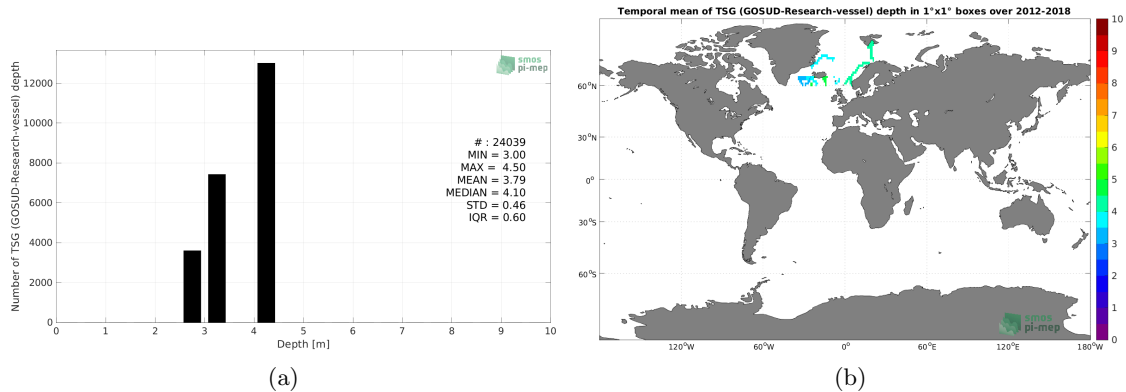 Number of TSG (GOSUD-Research-vessel) depth
12000
10000
8000
6000
4000
2000
0
0 1 2 3 4 5 6 7 8 9 10
Depth [m]
smos
pi-mep
# : 24039
MIN = 3.00
MAX = 4.50
MEAN = 3.79
MEDIAN = 4.10
STD = 0.46
IQR = 0.60
(a)
Temporal mean of TSG (GOSUD-Research-vessel) depth in 1°x1° boxes over 2012-2018
60°N
30°N
0°
30°S
60°S
120°W 60°W 0° 60°E 120°E 180°W
smos
pi-mep
10
9
8
7
6
5
4
3
2
1
0
(b)